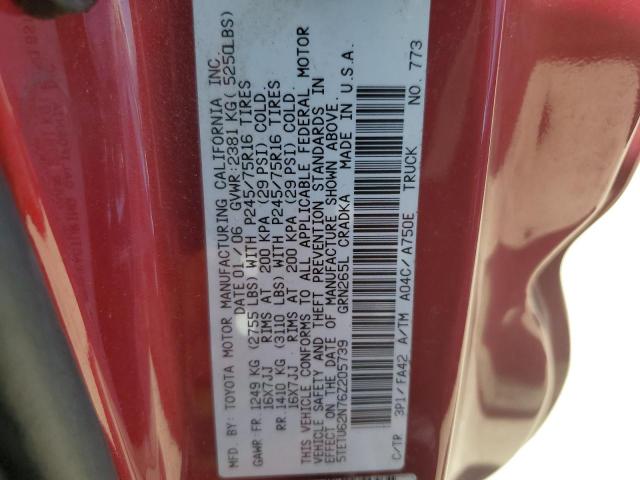 MFD. BY: TOYOTA MOTOR MANUFACTURING CALIFORNIA INC.
DATE 01 / 06 GVWR: 2381 KG ( 5250LBS)
GAWR FR. 1249 KG (2755 LBS) WITH P245/75R16 TIRES
16X7JJ RIMS AT 200 KPA (29 PSI) COLD.
RR. 1410 KG (3110 LBS) WITH P245/75R16 TIRES
16X7JJ RIMS AT 200 KPA (29 PSI) COLD.
THIS VEHICLE CONFORMS TO ALL APPLICABLE FEDERAL MOTOR
VEHICLE SAFETY AND THEFT PREVENTION STANDARDS IN
EFFECT ON THE DATE OF MANUFACTURE SHOWN ABOVE.
5TETU62N76Z205739 GRN265L CRADKA MADE IN U.S.A.
C/TR 3P1/FA42 A/TM A04C/A750E TRUCK NO. 773